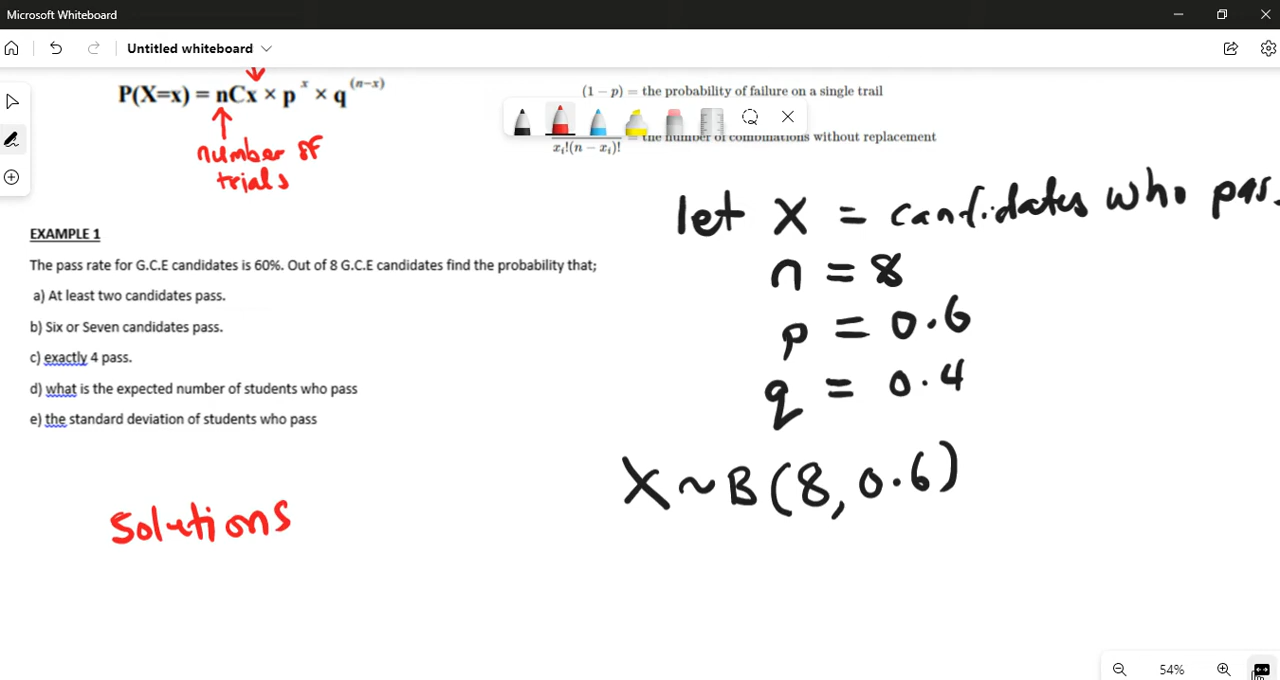 Microsoft Whiteboard
Untitled whiteboard
P(X=x) = nCx × p^x × q^(n−x)
number of
trials
(1 − p) = the probability of failure on a single trail
x_i!(n − x_i)! = the number of combinations without replacement
let X = candidates who pas
n = 8
p = 0.6
q = 0.4
X ~ B(8, 0.6)
EXAMPLE 1
The pass rate for G.C.E candidates is 60%. Out of 8 G.C.E candidates find the probability that;
a) At least two candidates pass.
b) Six or Seven candidates pass.
c) exactly 4 pass.
d) what is the expected number of students who pass
e) the standard deviation of students who pass
Solutions
54%